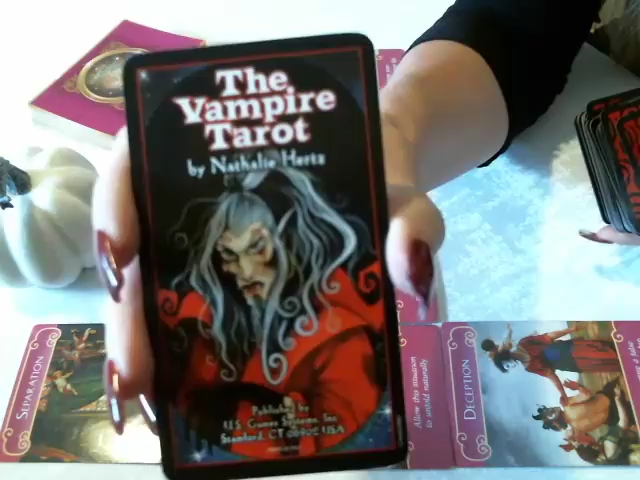 The
Vampire
Tarot
by Nathalie Hertz
Published by
U.S. Games Systems, Inc.
Stamford, CT 06902 USA
SEPARATION
Allow this situation
to unfold naturally
DECEPTION